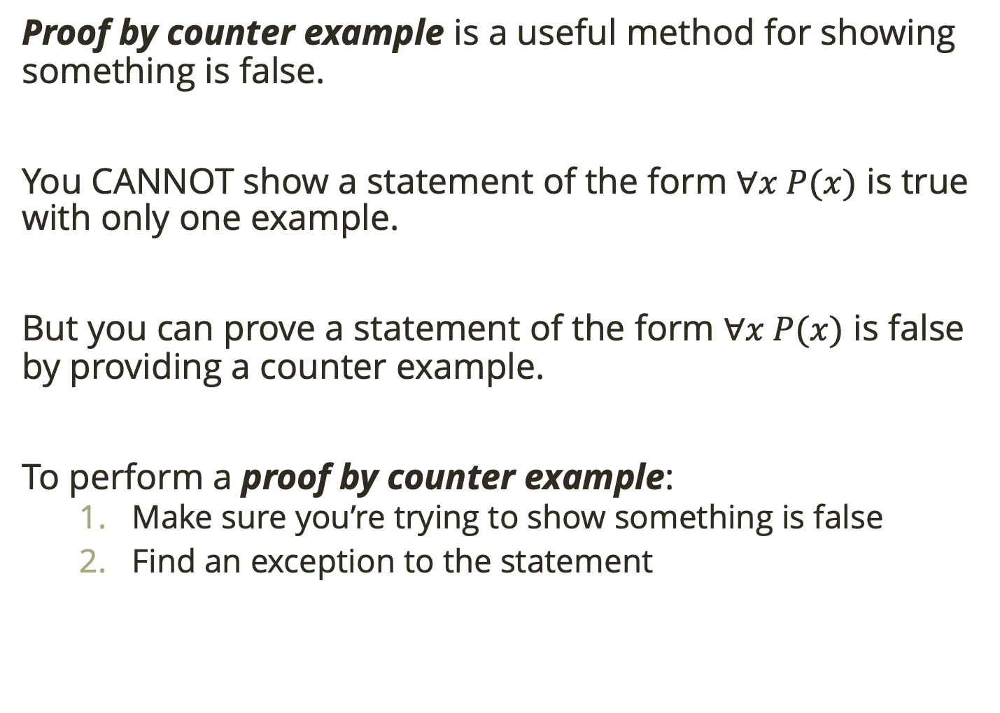 Proof by counter example is a useful method for showing
something is false.
You CANNOT show a statement of the form ∀x P(x) is true
with only one example.
But you can prove a statement of the form ∀x P(x) is false
by providing a counter example.
To perform a proof by counter example:
1. Make sure you’re trying to show something is false
2. Find an exception to the statement